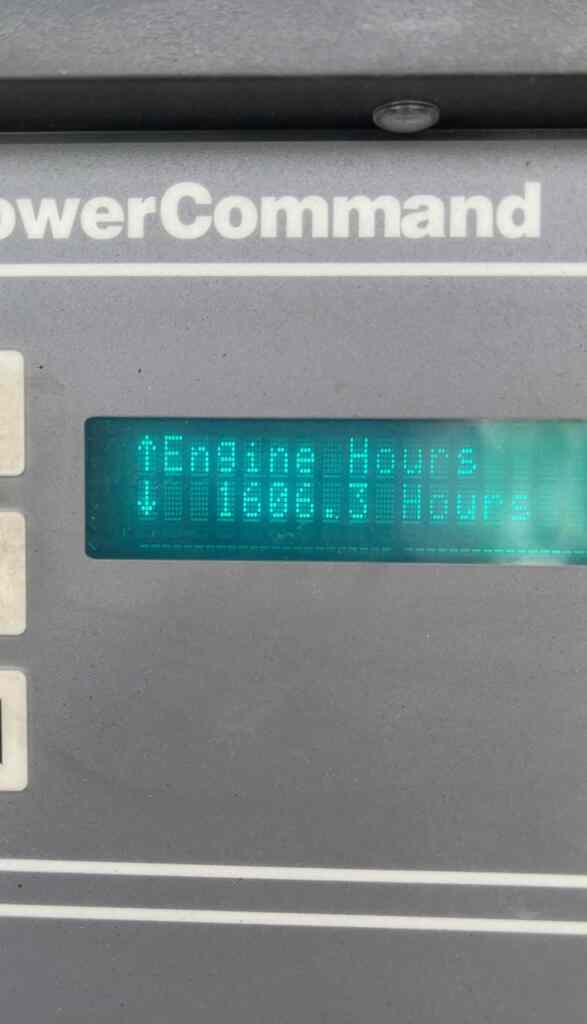 owerCommand
↑Engine Hours
↓ 1606.3 Hours